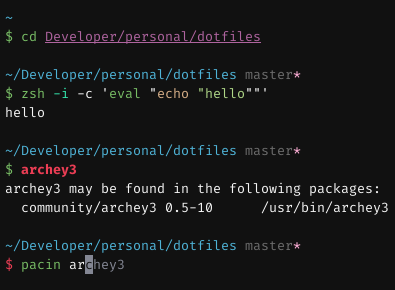 ~
$ cd Developer/personal/dotfiles
~/Developer/personal/dotfiles master*
$ zsh -i -c 'eval "echo "hello""'
hello
~/Developer/personal/dotfiles master*
$ archey3
archey3 may be found in the following packages:
  community/archey3 0.5-10      /usr/bin/archey3
~/Developer/personal/dotfiles master*
$ pacin archey3